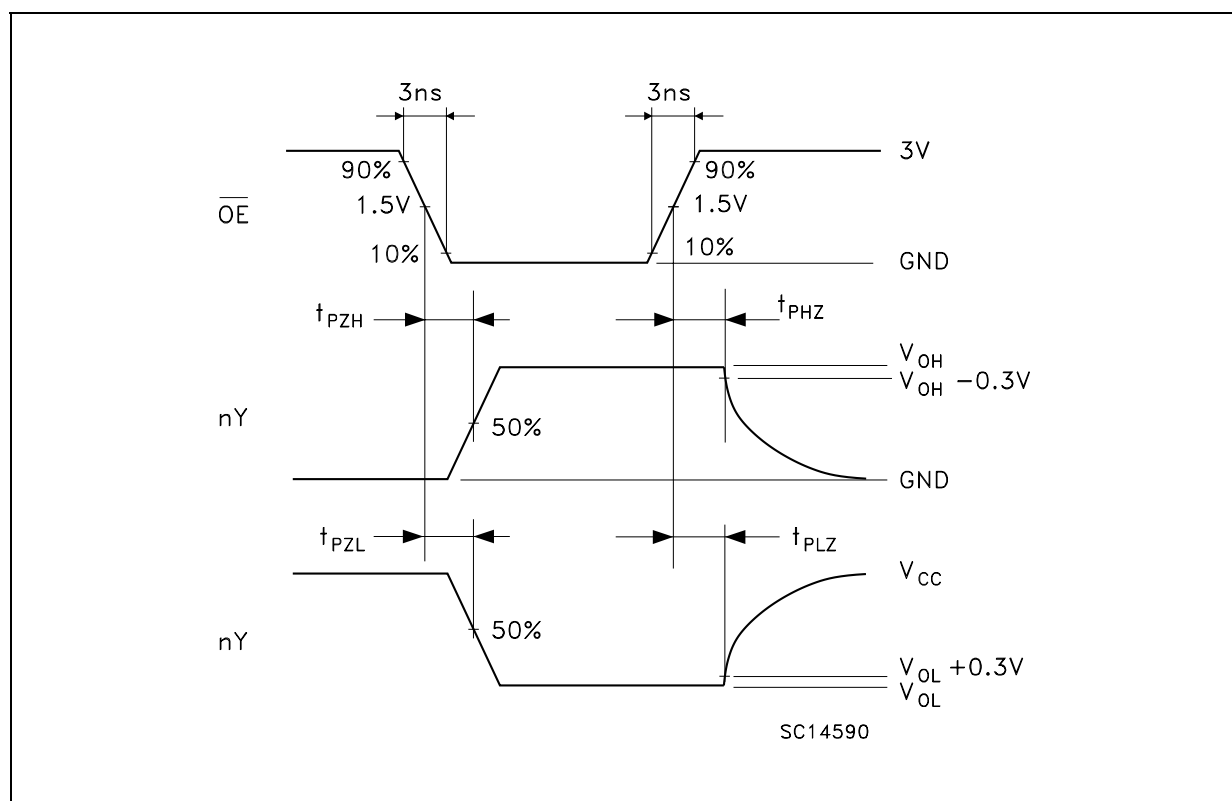 3ns 3ns
3V
90% 90%
OE 1.5V 1.5V
10% 10%
GND
tPZH tPHZ
VOH
VOH −0.3V
nY 50%
GND
tPZL tPLZ
VCC
nY 50%
VOL +0.3V
VOL
SC14590